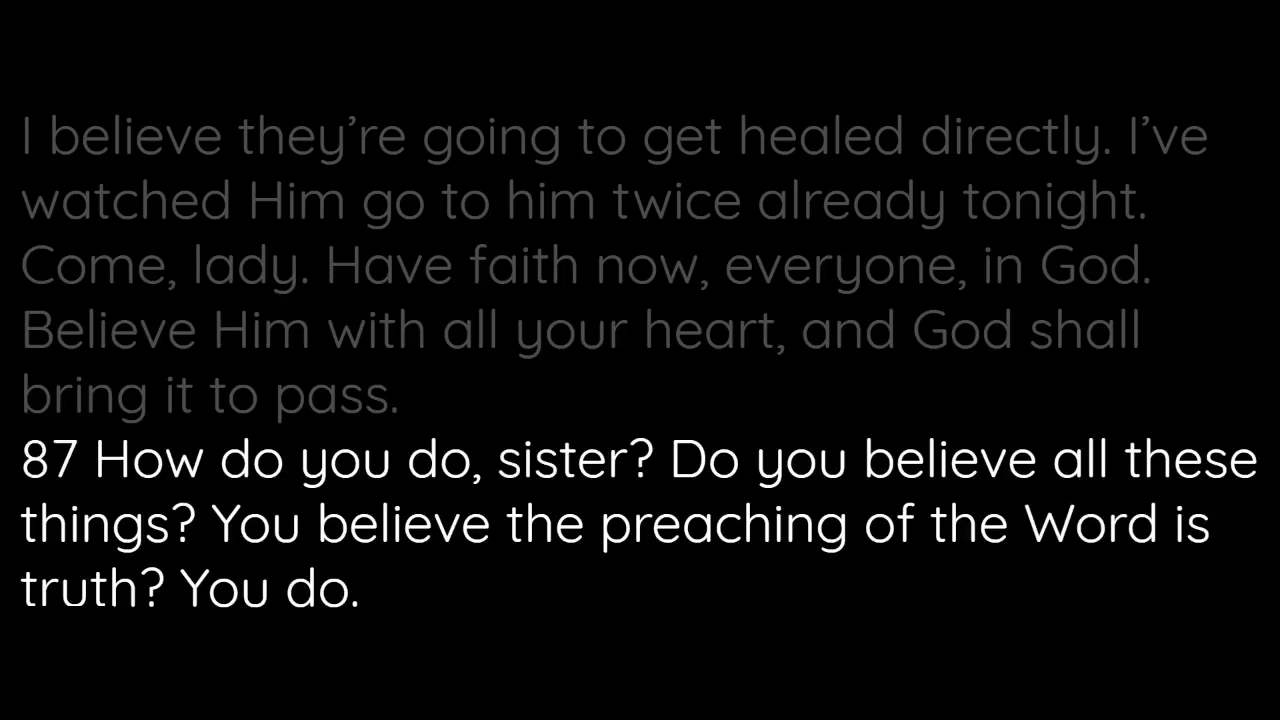 I believe they’re going to get healed directly. I’ve
watched Him go to him twice already tonight.
Come, lady. Have faith now, everyone, in God.
Believe Him with all your heart, and God shall
bring it to pass.
87 How do you do, sister? Do you believe all these
things? You believe the preaching of the Word is
truth? You do.